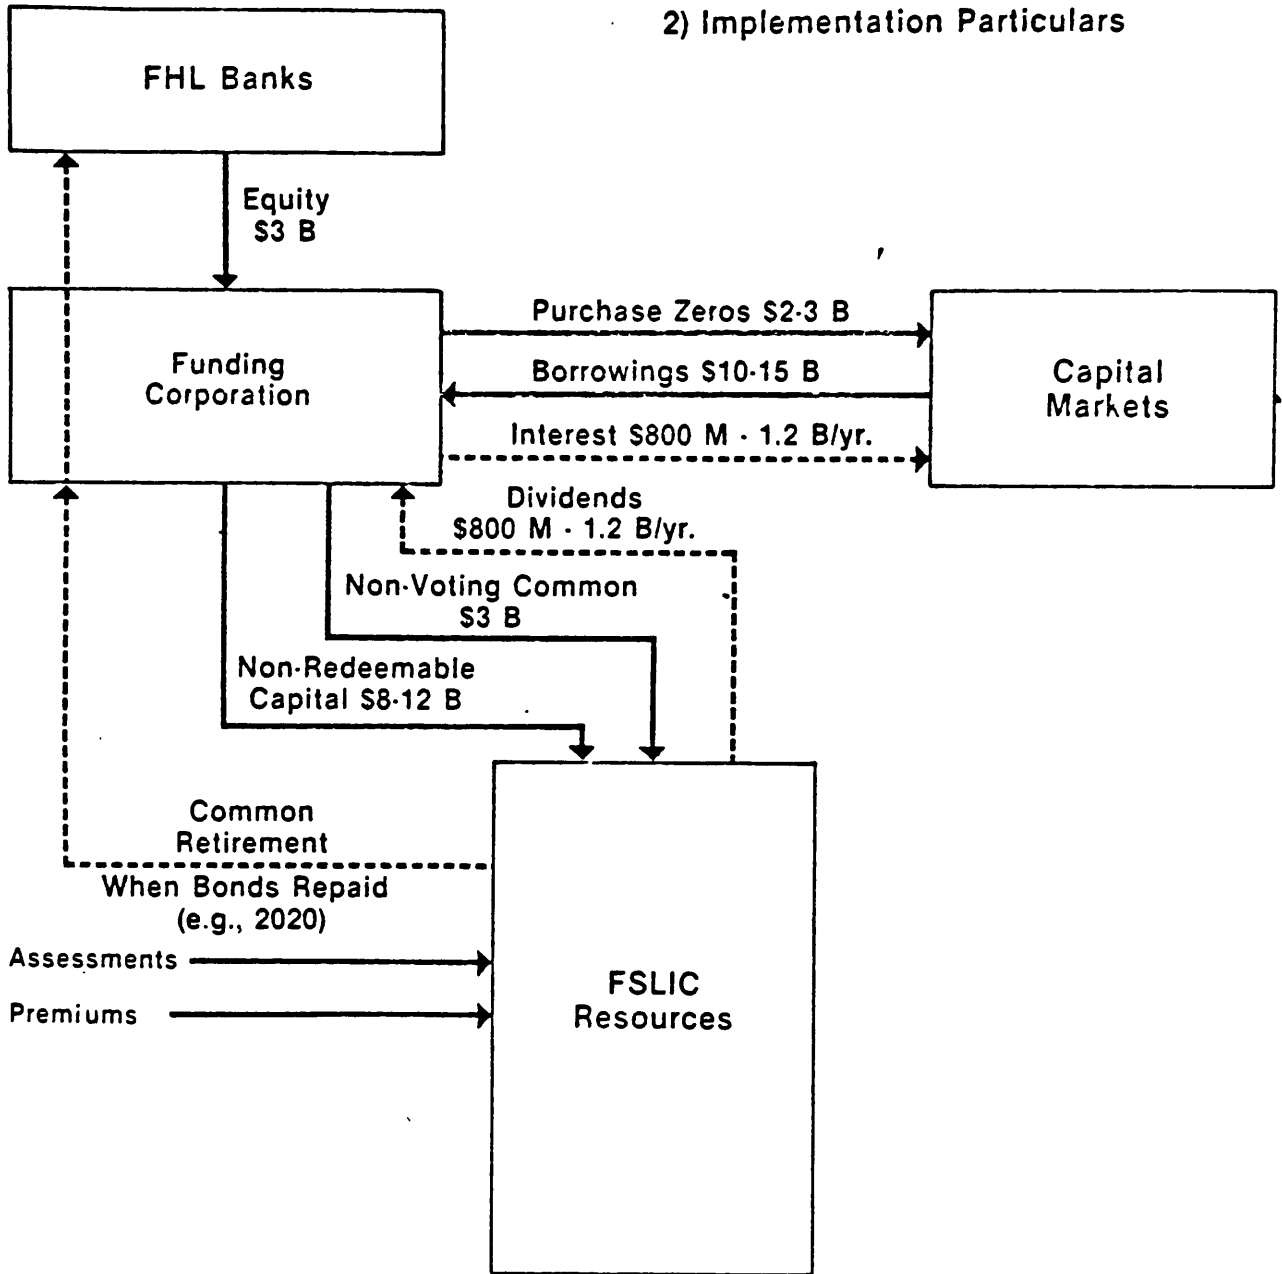 2) Implementation Particulars
FHL Banks
Equity
$3 B
Purchase Zeros $2-3 B
Funding
Corporation
Borrowings $10-15 B
Capital
Markets
Interest $800 M - 1.2 B/yr.
Dividends
$800 M - 1.2 B/yr.
Non-Voting Common
$3 B
Non-Redeemable
Capital $8-12 B
Common
Retirement
When Bonds Repaid
(e.g., 2020)
Assessments
Premiums
FSLIC
Resources